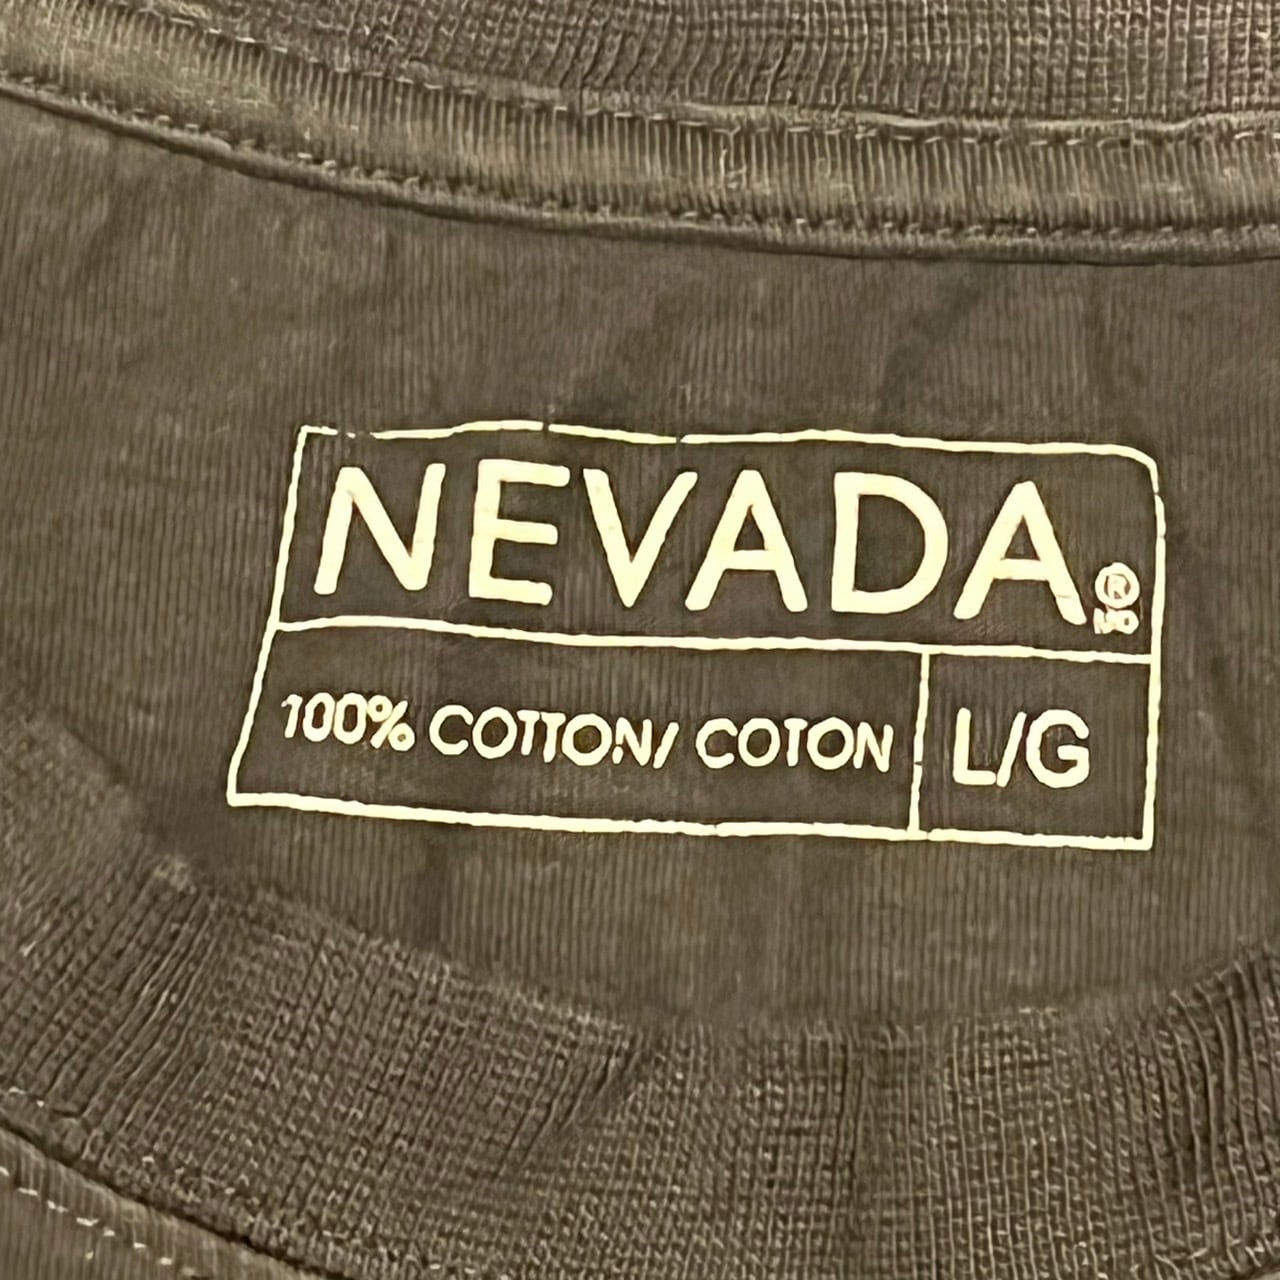 NEVADA®
MD
100% COTTON/ COTON
L/G